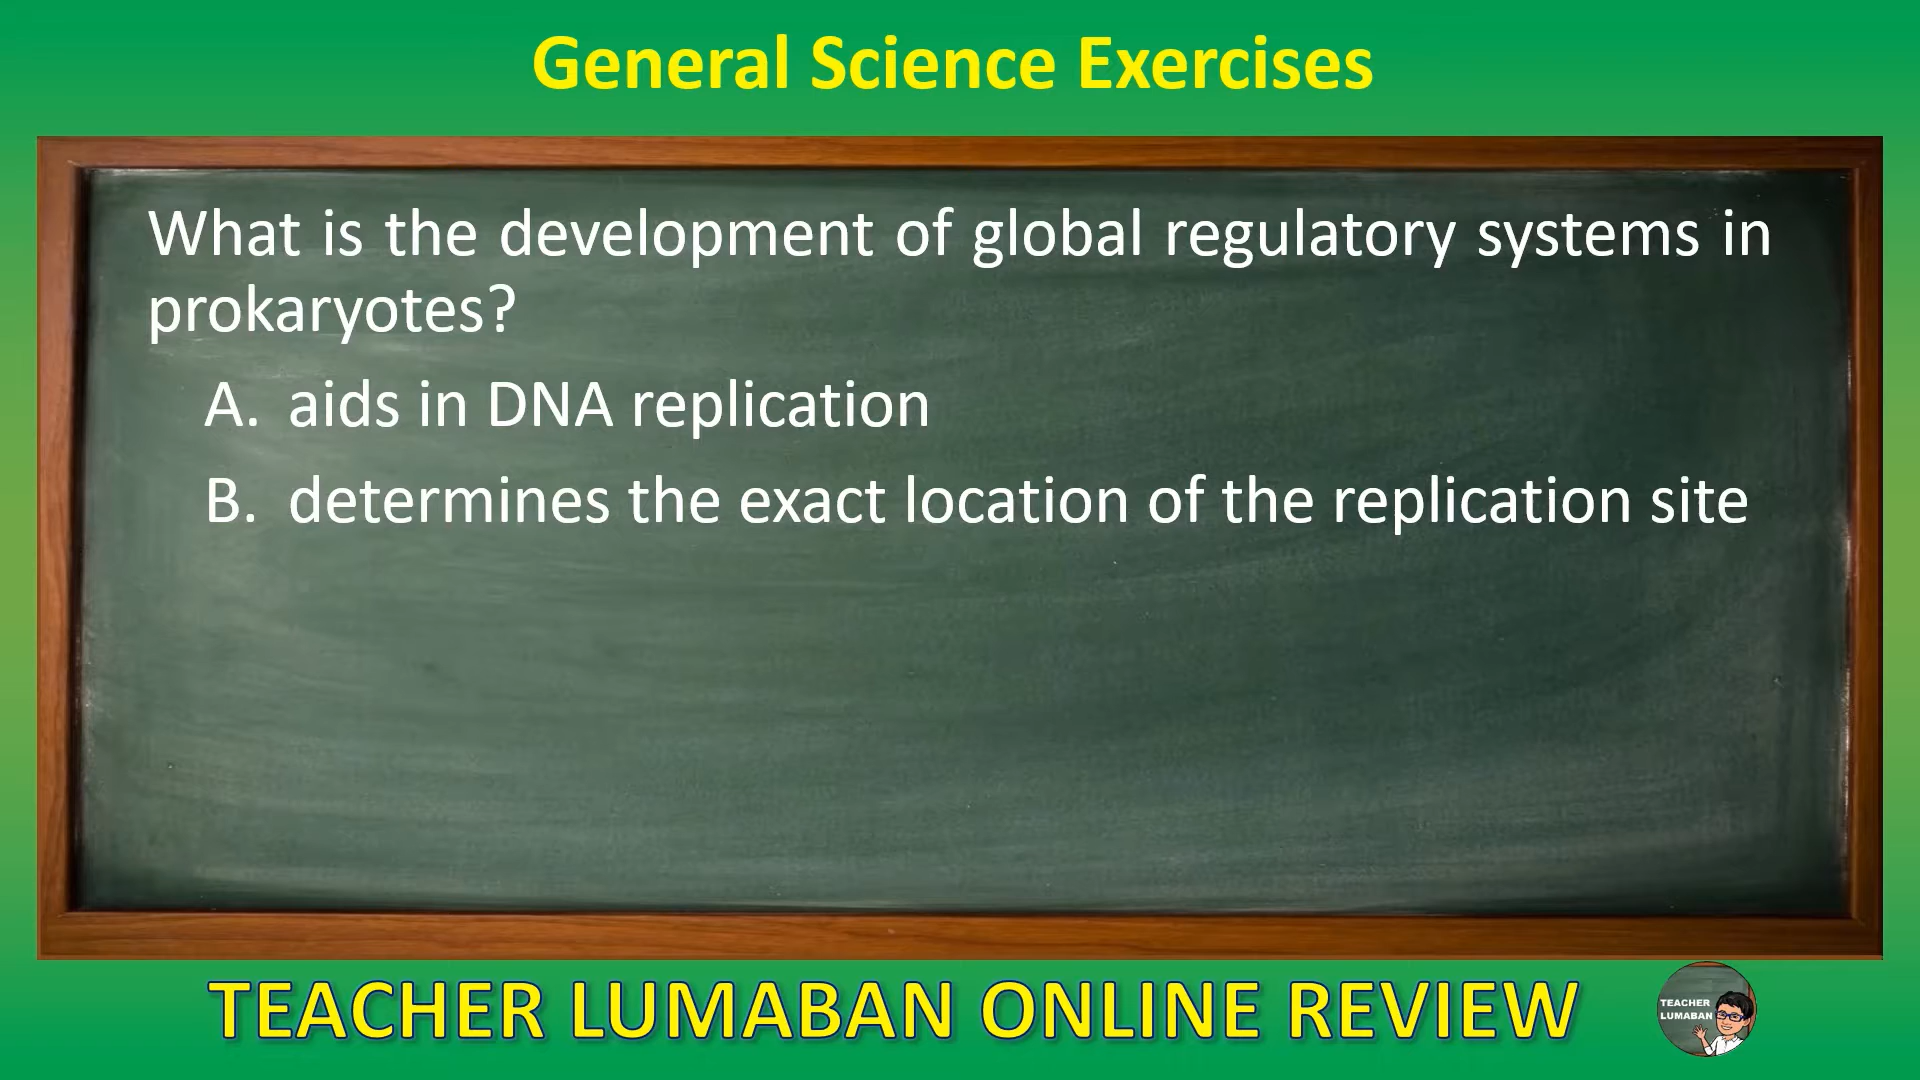 General Science Exercises
What is the development of global regulatory systems in
prokaryotes?
A. aids in DNA replication
B. determines the exact location of the replication site
TEACHER LUMABAN ONLINE REVIEW
TEACHER
LUMABAN